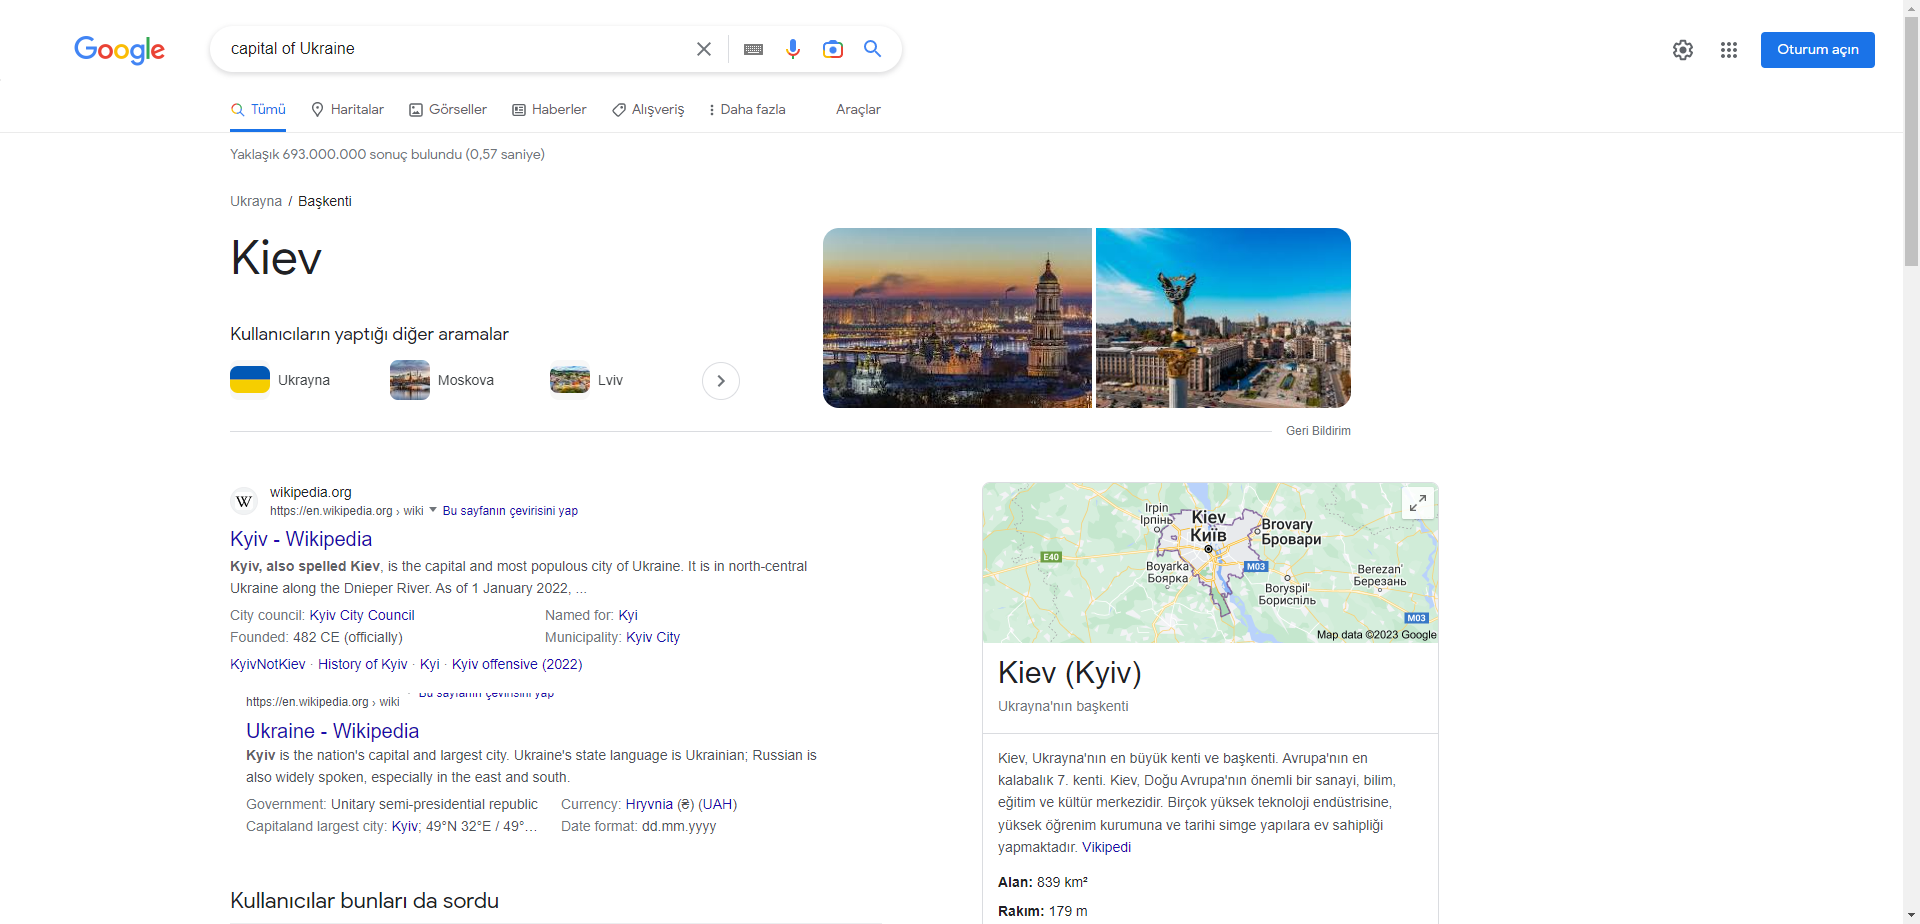 Google
capital of Ukraine
Oturum açın
Tümü
Haritalar
Görseller
Haberler
Alışveriş
Daha fazla
Araçlar
Yaklaşık 693.000.000 sonuç bulundu (0,57 saniye)
Ukrayna / Başkenti
Kiev
Kullanıcıların yaptığı diğer aramalar
Ukrayna
Moskova
Lviv
Geri Bildirim
W
wikipedia.org
https://en.wikipedia.org › wiki Bu sayfanın çevirisini yap
Kyiv - Wikipedia
Kyiv, also spelled Kiev, is the capital and most populous city of Ukraine. It is in north-central
Ukraine along the Dnieper River. As of 1 January 2022, ...
City council: Kyiv City Council
Named for: Kyi
Founded: 482 CE (officially)
Municipality: Kyiv City
KyivNotKiev · History of Kyiv · Kyi · Kyiv offensive (2022)
https://en.wikipedia.org › wiki Bu sayfanın çevirisini yap
Ukraine - Wikipedia
Kyiv is the nation's capital and largest city. Ukraine's state language is Ukrainian; Russian is
also widely spoken, especially in the east and south.
Government: Unitary semi-presidential republic
Currency: Hryvnia (₴) (UAH)
Capitaland largest city: Kyiv; 49°N 32°E / 49°...
Date format: dd.mm.yyyy
Kullanıcılar bunları da sordu
Irpin
Ірпінь
Kiev
Київ
Brovary
Бровари
E40
Boyarka
Боярка
M03
Boryspil'
Бориспіль
Berezan'
Березань
M03
Map data ©2023 Google
Kiev (Kyiv)
Ukrayna'nın başkenti
Kiev, Ukrayna'nın en büyük kenti ve başkenti. Avrupa'nın en
kalabalık 7. kenti. Kiev, Doğu Avrupa'nın önemli bir sanayi, bilim,
eğitim ve kültür merkezidir. Birçok yüksek teknoloji endüstrisine,
yüksek öğrenim kurumuna ve tarihi simge yapılara ev sahipliği
yapmaktadır. Vikipedi
Alan: 839 km²
Rakım: 179 m